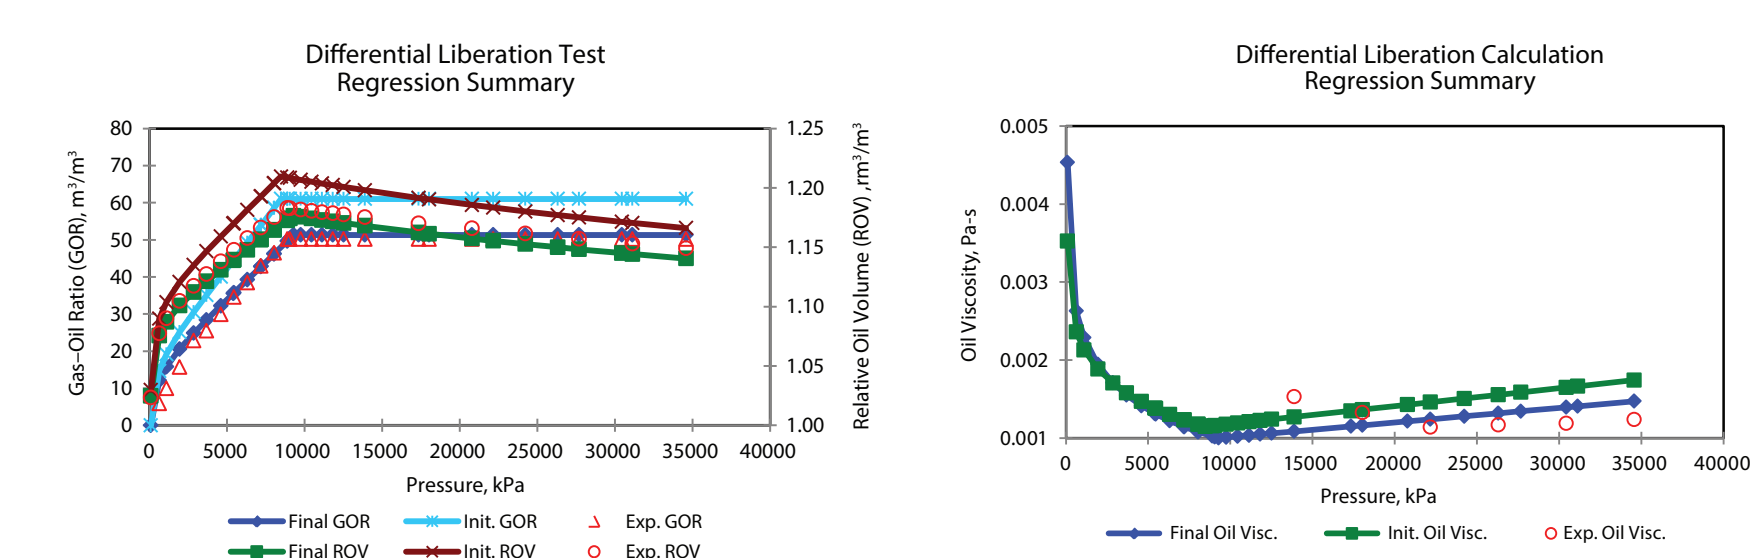 Differential Liberation Test
Regression Summary
80
70
60
50
40
30
20
10
0
Gas–Oil Ratio (GOR), m³/m³
1.25
1.20
1.15
1.10
1.05
1.00
Relative Oil Volume (ROV) ,rm³/m³
0 5000 10000 15000 20000 25000 30000 35000 40000
Pressure, kPa
Final GOR Init. GOR Exp. GOR
Final ROV Init. ROV Exp. ROV
Differential Liberation Calculation
Regression Summary
0.005
0.004
0.003
0.002
0.001
Oil Viscosity, Pa-s
0 5000 10000 15000 20000 25000 30000 35000 40000
Pressure, kPa
Final Oil Visc. Init. Oil Visc. Exp. Oil Visc.